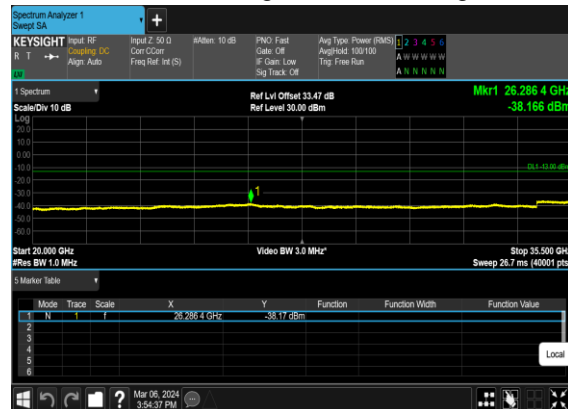 Spectrum Analyzer 1
Swept SA
+
KEYSIGHT Input: RF Input Z: 50 Ω #Atten: 10 dB PNO: Fast Avg Type: Power (RMS) 1 2 3 4 5 6
R T Coupling: DC Corr CCorr Gate: Off Avg|Hold: 100/100 A W W W W W
Align: Auto Freq Ref: Int (S) IF Gain: Low Trig: Free Run
LW Sig Track: Off A N N N N N
1 Spectrum Ref Lvl Offset 33.47 dB Mkr1 26.286 4 GHz
Scale/Div 10 dB Ref Level 30.00 dBm -38.166 dBm
Log
20.0
10.0
0.00
-10.0
DL1 -13.00 dBm
-20.0
-30.0
1
-40.0
-50.0
-60.0
Start 20.000 GHz Video BW 3.0 MHz* Stop 35.500 GHz
#Res BW 1.0 MHz Sweep 26.7 ms (40001 pts)
5 Marker Table
Mode Trace Scale X Y Function Function Width Function Value
1 N 1 f 26.286 4 GHz -38.17 dBm
2
3
4
5
6
Local
? Mar 06, 2024
3:54:37 PM